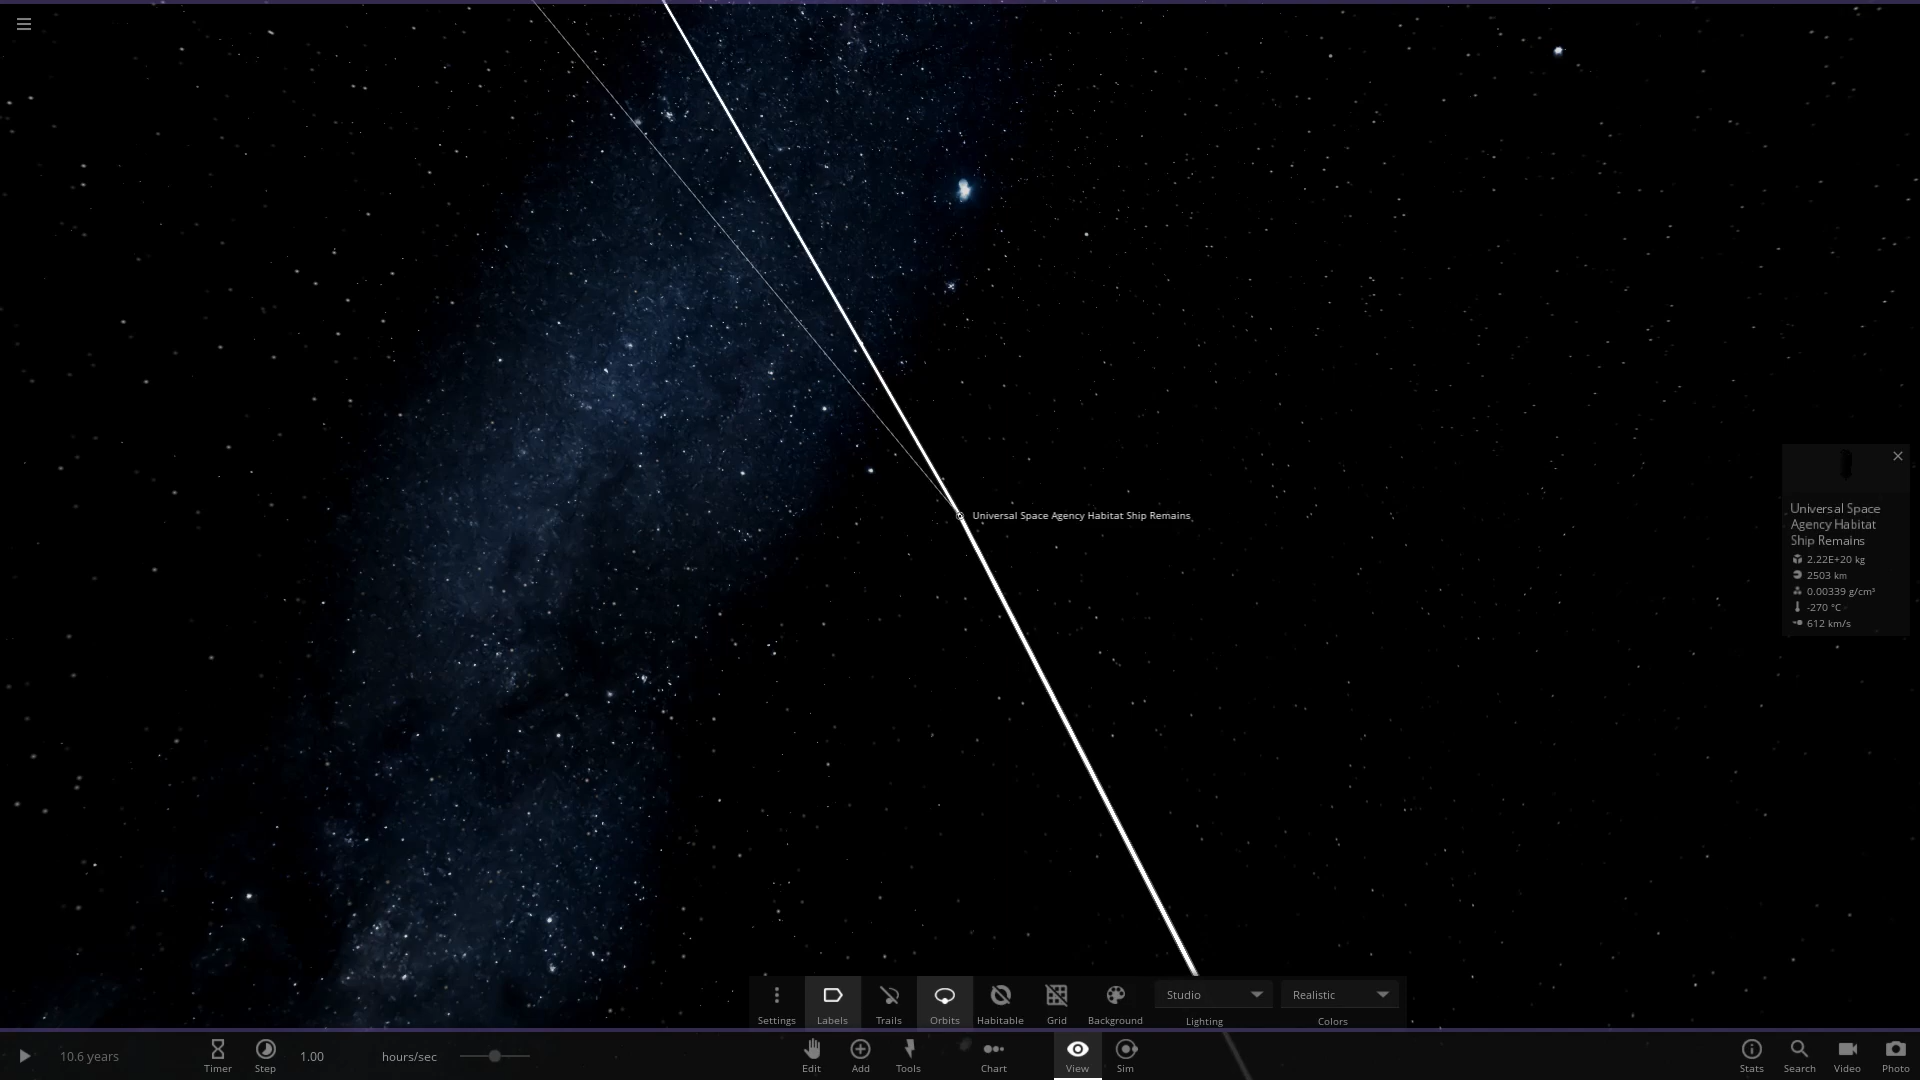 Universal Space Agency Habitat Ship Remains
Universal Space
Agency Habitat
Ship Remains
2.22E+20 kg
2503 km
0.00339 g/cm³
-270 °C
612 km/s
Settings
Labels
Trails
Orbits
Habitable
Grid
Background
Studio
Lighting
Realistic
Colors
10.6 years
Timer
Step
1.00
hours/sec
Edit
Add
Tools
Chart
View
Sim
Stats
Search
Video
Photo